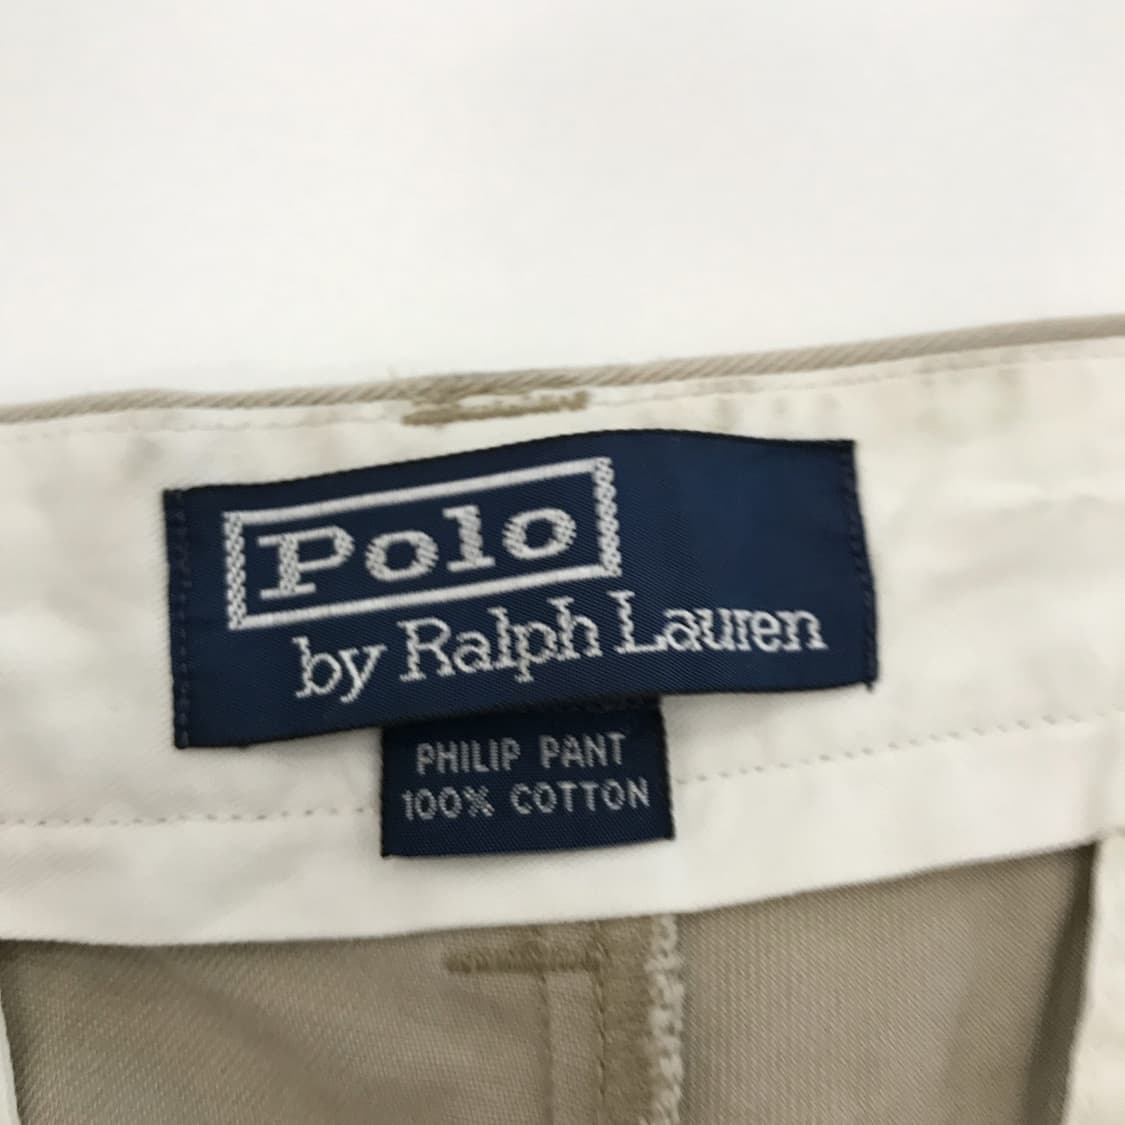 Polo
by Ralph Lauren
PHILIP PANT
100% COTTON